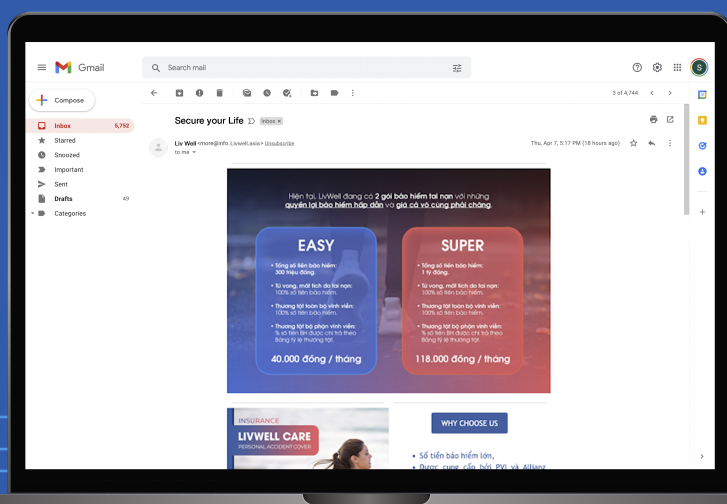 Gmail
Search mail
S
Compose
3 of 4,744
Inbox 5,752
Starred
Snoozed
Important
Sent
Drafts 49
Categories
Secure your Life
Inbox ×
Liv Well <more@Info.Livwell.asia> Unsubscribe
to me
Thu, Apr 7, 5:17 PM (18 hours ago)
Hiện tại, LivWell đang có 2 gói bảo hiểm tai nạn với những
quyền lợi bảo hiểm hấp dẫn và giá cả vô cùng phải chăng.
EASY
• Tổng số tiền bảo hiểm:
300 triệu đồng.
• Tử vong, mất tích do tai nạn:
100% số tiền bảo hiểm.
• Thương tật toàn bộ vĩnh viễn:
100% số tiền bảo hiểm.
• Thương tật bộ phận vĩnh viễn:
% số tiền BH được chi trả theo
Bảng tỷ lệ thương tật.
40.000 đồng / tháng
SUPER
• Tổng số tiền bảo hiểm:
1 tỷ đồng.
• Tử vong, mất tích do tai nạn:
100% số tiền bảo hiểm.
• Thương tật toàn bộ vĩnh viễn:
100% số tiền bảo hiểm.
• Thương tật bộ phận vĩnh viễn:
% số tiền BH được chi trả theo
Bảng tỷ lệ thương tật.
118.000 đồng / tháng
INSURANCE
LIVWELL CARE
PERSONAL ACCIDENT COVER
WHY CHOOSE US
• Số tiền bảo hiểm lớn,
• Được cung cấp bởi PVI và Allianz